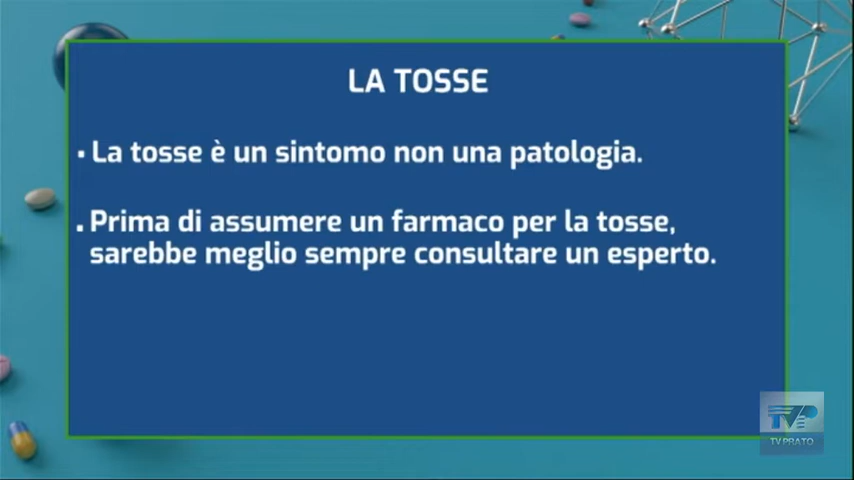 LA TOSSE
· La tosse è un sintomo non una patologia.
. Prima di assumere un farmaco per la tosse,
sarebbe meglio sempre consultare un esperto.
TVP
TV PRATO